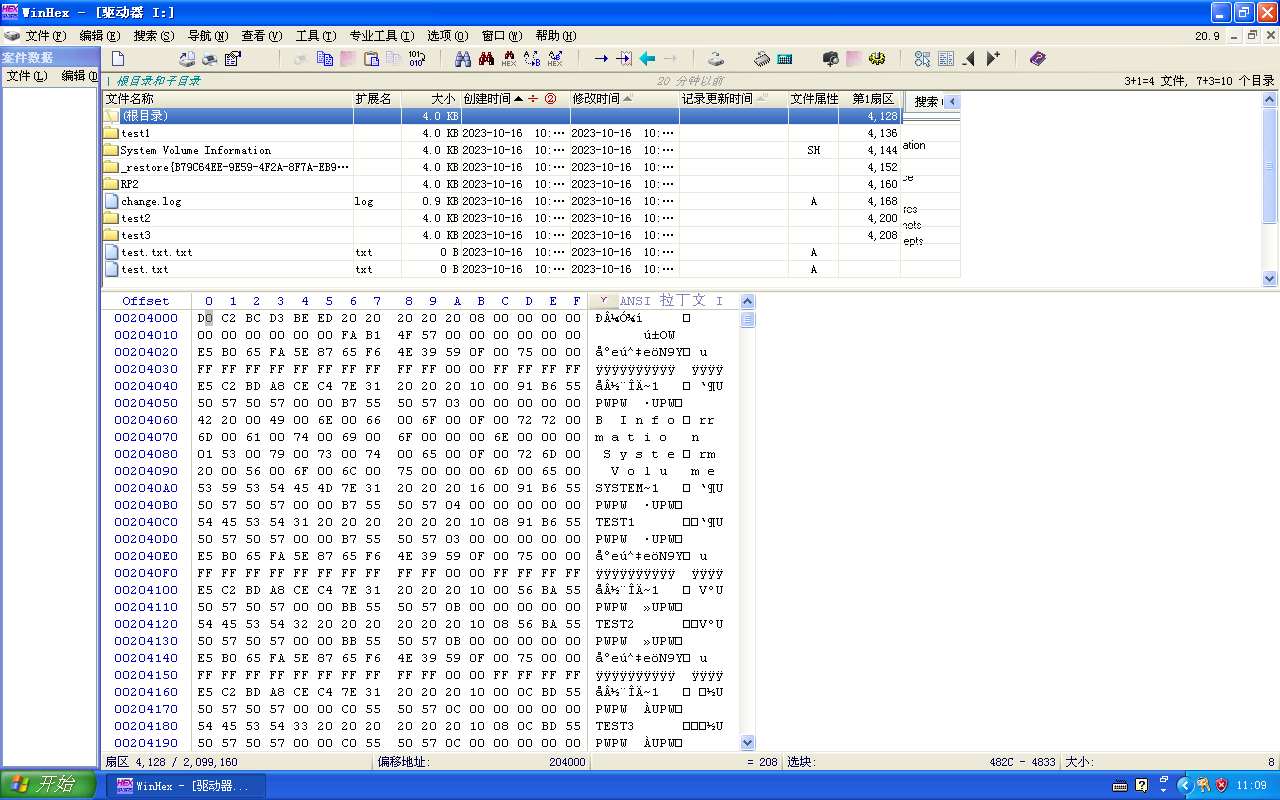 WinHex - [驱动器 I:]
文件(F) 编辑(E) 搜索(S) 导航(N) 查看(V) 工具(T) 专业工具(I) 选项(O) 窗口(W) 帮助(H) 20.9
案件数据
文件(L) 编辑(D
根目录和子目录 20 分钟以前 3+1=4 文件, 7+3=10 个目录
文件名称 扩展名 大小 创建时间 ② 修改时间 记录更新时间 文件属性 第1扇区 搜索
(根目录) 4.0 KB 4,128
test1 4.0 KB 2023-10-16 10:··· 2023-10-16 10:··· 4,136
System Volume Information 4.0 KB 2023-10-16 10:··· 2023-10-16 10:··· SH 4,144 ation
_restore{B79C64EE-9E59-4F2A-8F7A-EB9··· 4.0 KB 2023-10-16 10:··· 2023-10-16 10:··· 4,152
RP2 4.0 KB 2023-10-16 10:··· 2023-10-16 10:··· 4,160
change.log log 0.9 KB 2023-10-16 10:··· 2023-10-16 10:··· A 4,168
test2 4.0 KB 2023-10-16 10:··· 2023-10-16 10:··· 4,200
test3 4.0 KB 2023-10-16 10:··· 2023-10-16 10:··· 4,208
test.txt.txt txt 0 B 2023-10-16 10:··· 2023-10-16 10:··· A
test.txt txt 0 B 2023-10-16 10:··· 2023-10-16 10:··· A
Offset 0 1 2 3 4 5 6 7 8 9 A B C D E F ANSI 拉丁文 I
00204000 D0 C2 BC D3 BE ED 20 20 20 20 20 08 00 00 00 00 ÐÂ¼Ó¾í
00204010 00 00 00 00 00 00 FA B1 4F 57 00 00 00 00 00 00 ú±OW
00204020 E5 B0 65 FA 5E 87 65 F6 4E 39 59 0F 00 75 00 00 å°eú^‡eöN9Y u
00204030 FF FF FF FF FF FF FF FF FF FF 00 00 FF FF FF FF ÿÿÿÿÿÿÿÿÿÿ ÿÿÿÿ
00204040 E5 C2 BD A8 CE C4 7E 31 20 20 20 10 00 91 B6 55 åÂ½¨ÎÄ~1 ‘¶U
00204050 50 57 50 57 00 00 B7 55 50 57 03 00 00 00 00 00 PWPW ·UPW
00204060 42 20 00 49 00 6E 00 66 00 6F 00 0F 00 72 72 00 B I n f o rr
00204070 6D 00 61 00 74 00 69 00 6F 00 00 00 6E 00 00 00 m a t i o n
00204080 01 53 00 79 00 73 00 74 00 65 00 0F 00 72 6D 00 S y s t e rm
00204090 20 00 56 00 6F 00 6C 00 75 00 00 00 6D 00 65 00 V o l u m e
002040A0 53 59 53 54 45 4D 7E 31 20 20 20 16 00 91 B6 55 SYSTEM~1 ‘¶U
002040B0 50 57 50 57 00 00 B7 55 50 57 04 00 00 00 00 00 PWPW ·UPW
002040C0 54 45 53 54 31 20 20 20 20 20 20 10 08 91 B6 55 TEST1 ‘¶U
002040D0 50 57 50 57 00 00 B7 55 50 57 03 00 00 00 00 00 PWPW ·UPW
002040E0 E5 B0 65 FA 5E 87 65 F6 4E 39 59 0F 00 75 00 00 å°eú^‡eöN9Y u
002040F0 FF FF FF FF FF FF FF FF FF FF 00 00 FF FF FF FF ÿÿÿÿÿÿÿÿÿÿ ÿÿÿÿ
00204100 E5 C2 BD A8 CE C4 7E 31 20 20 20 10 00 56 BA 55 åÂ½¨ÎÄ~1 VºU
00204110 50 57 50 57 00 00 BB 55 50 57 0B 00 00 00 00 00 PWPW »UPW
00204120 54 45 53 54 32 20 20 20 20 20 20 10 08 56 BA 55 TEST2 VºU
00204130 50 57 50 57 00 00 BB 55 50 57 0B 00 00 00 00 00 PWPW »UPW
00204140 E5 B0 65 FA 5E 87 65 F6 4E 39 59 0F 00 75 00 00 å°eú^‡eöN9Y u
00204150 FF FF FF FF FF FF FF FF FF FF 00 00 FF FF FF FF ÿÿÿÿÿÿÿÿÿÿ ÿÿÿÿ
00204160 E5 C2 BD A8 CE C4 7E 31 20 20 20 10 00 0C BD 55 åÂ½¨ÎÄ~1 ½U
00204170 50 57 50 57 00 00 C0 55 50 57 0C 00 00 00 00 00 PWPW ÀUPW
00204180 54 45 53 54 33 20 20 20 20 20 20 10 08 0C BD 55 TEST3 ½U
00204190 50 57 50 57 00 00 C0 55 50 57 0C 00 00 00 00 00 PWPW ÀUPW
扇区 4,128 / 2,099,160 偏移地址: 204000 = 208 选块: 482C - 4833 大小: 8
开始 WinHex - [驱动器... 11:09